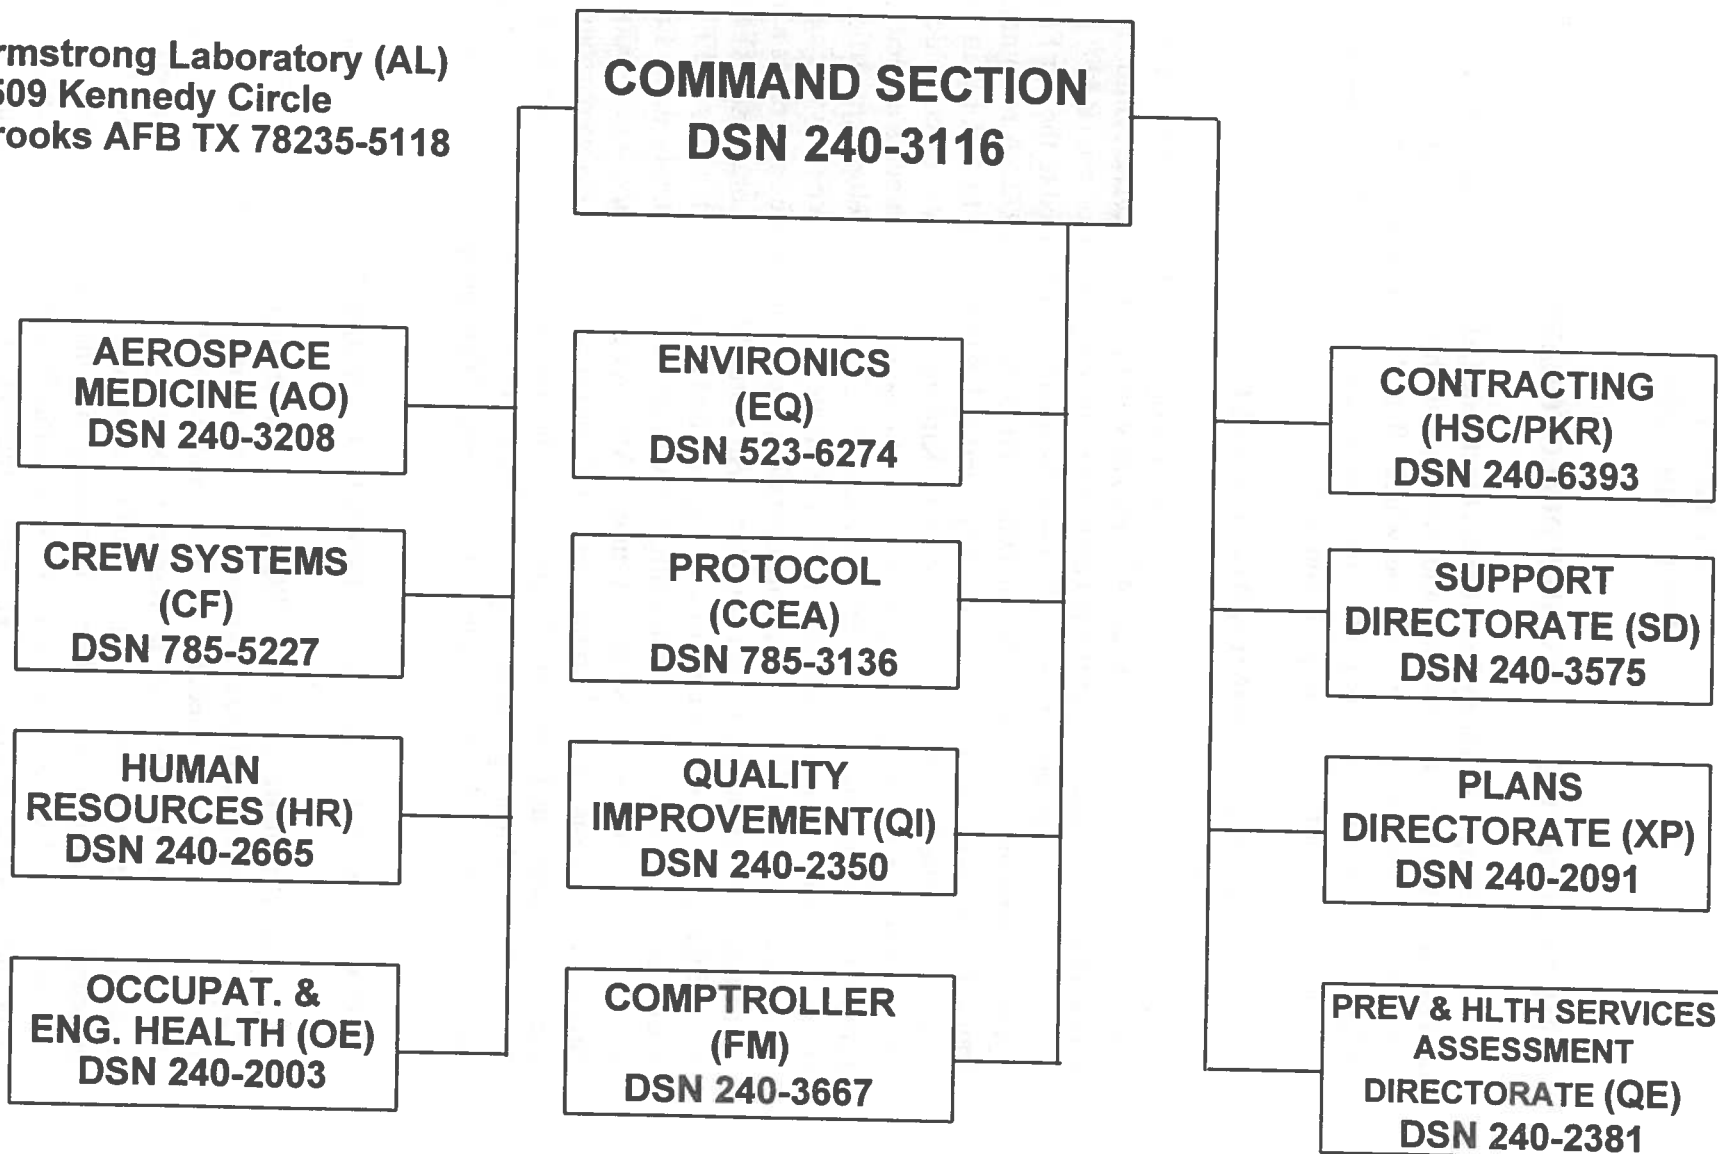 rmstrong Laboratory (AL)
509 Kennedy Circle
rooks AFB TX 78235-5118
COMMAND SECTION
DSN 240-3116
AEROSPACE
MEDICINE (AO)
DSN 240-3208
CREW SYSTEMS
(CF)
DSN 785-5227
HUMAN
RESOURCES (HR)
DSN 240-2665
OCCUPAT. &
ENG. HEALTH (OE)
DSN 240-2003
ENVIRONICS
(EQ)
DSN 523-6274
PROTOCOL
(CCEA)
DSN 785-3136
QUALITY
IMPROVEMENT(QI)
DSN 240-2350
COMPTROLLER
(FM)
DSN 240-3667
CONTRACTING
(HSC/PKR)
DSN 240-6393
SUPPORT
DIRECTORATE (SD)
DSN 240-3575
PLANS
DIRECTORATE (XP)
DSN 240-2091
PREV & HLTH SERVICES
ASSESSMENT
DIRECTORATE (QE)
DSN 240-2381